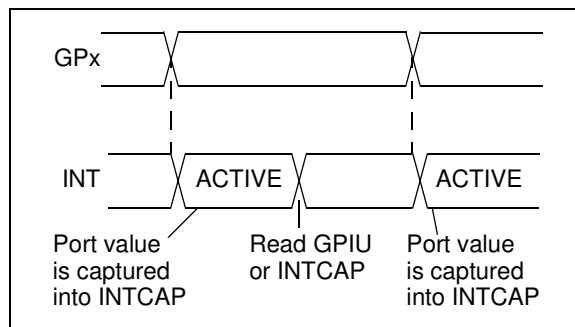 GPx
INT
ACTIVE
ACTIVE
Port value
is captured
into INTCAP
Read GPIU
or INTCAP
Port value
is captured
into INTCAP